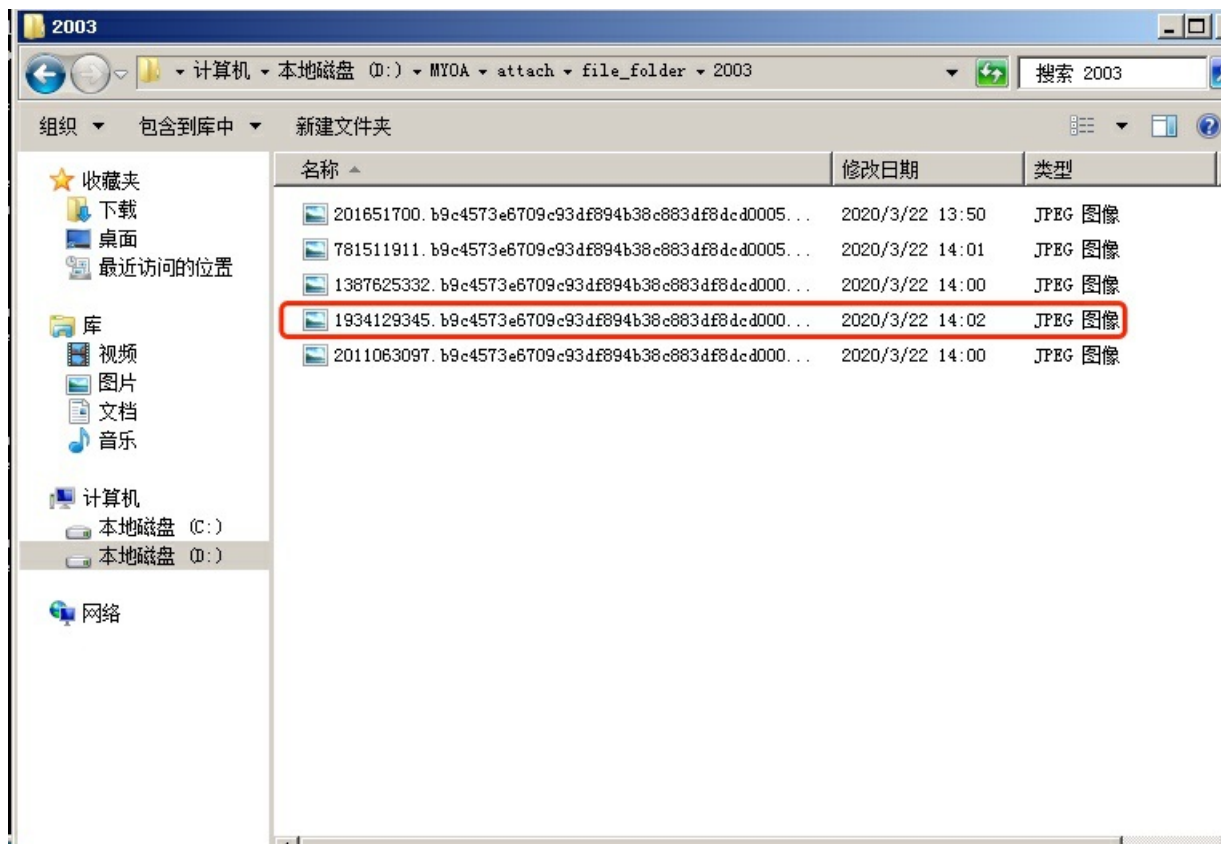 2003
计算机 本地磁盘 (D:) MYOA attach file_folder 2003
搜索 2003
组织 包含到库中 新建文件夹
名称 修改日期 类型
收藏夹
下载
桌面
最近访问的位置
库
视频
图片
文档
音乐
计算机
本地磁盘 (C:)
本地磁盘 (D:)
网络
201651700.b9c4573e6709c93df894b38c883df8dcd0005... 2020/3/22 13:50 JPEG 图像
781511911.b9c4573e6709c93df894b38c883df8dcd0005... 2020/3/22 14:01 JPEG 图像
1387625332.b9c4573e6709c93df894b38c883df8dcd000... 2020/3/22 14:00 JPEG 图像
1934129345.b9c4573e6709c93df894b38c883df8dcd000... 2020/3/22 14:02 JPEG 图像
2011063097.b9c4573e6709c93df894b38c883df8dcd000... 2020/3/22 14:00 JPEG 图像